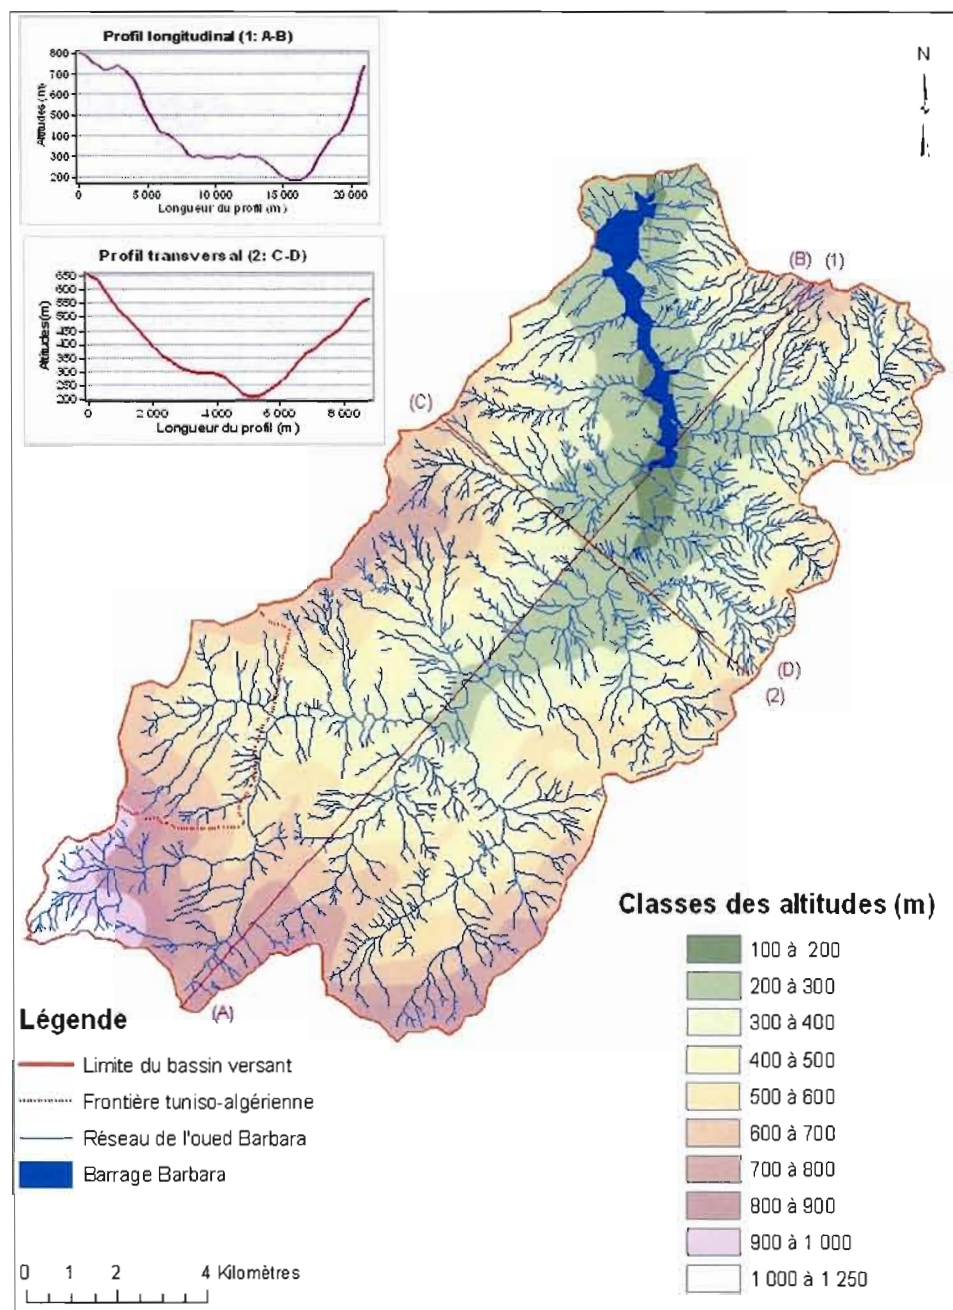 Profil longitudinal (1: A-B)
Altitudes (m)
800
700
600
500
400
300
200
0 5 000 10 000 15 000 20 000
Longueur du profil (m)
Profil transversal (2: C-D)
Altitudes(m)
650
600
550
500
450
400
350
300
250
200
0 2 000 4 000 6 000 8 000
Longueur du profil (m)
N
(B) (1)
(C)
(D)
(2)
(A)
Légende
Limite du bassin versant
Frontière tuniso-algérienne
Réseau de l'oued Barbara
Barrage Barbara
0 1 2 4 Kilomètres
Classes des altitudes (m)
100 à 200
200 à 300
300 à 400
400 à 500
500 à 600
600 à 700
700 à 800
800 à 900
900 à 1 000
1 000 à 1 250